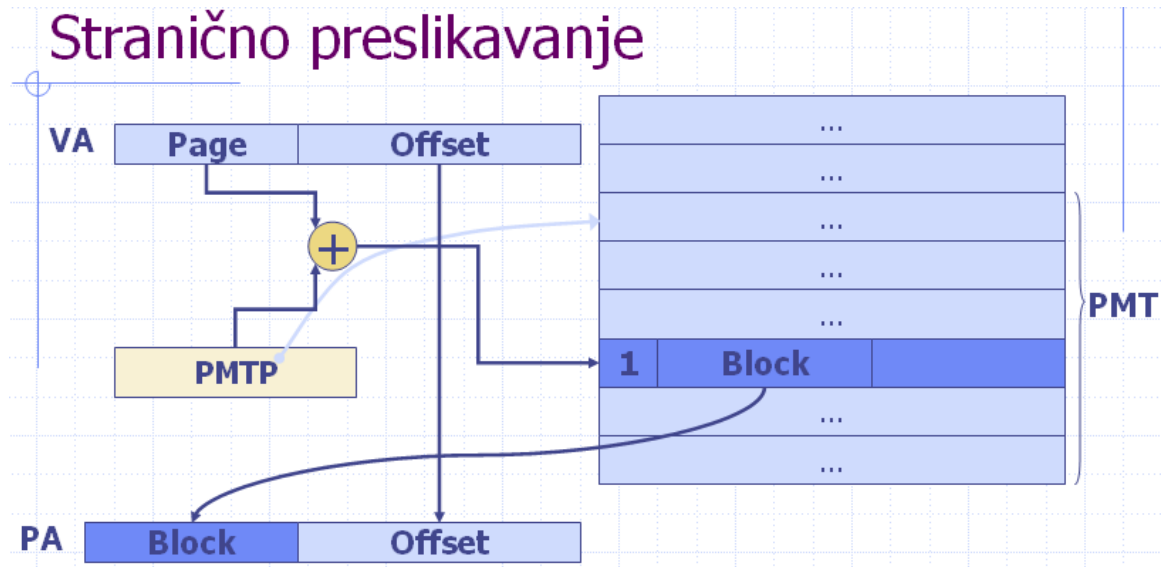 Stranično preslikavanje
VA Page Offset
...
...
...
+
...
...
PMT
1 Block
PMTP
...
...
PA Block Offset